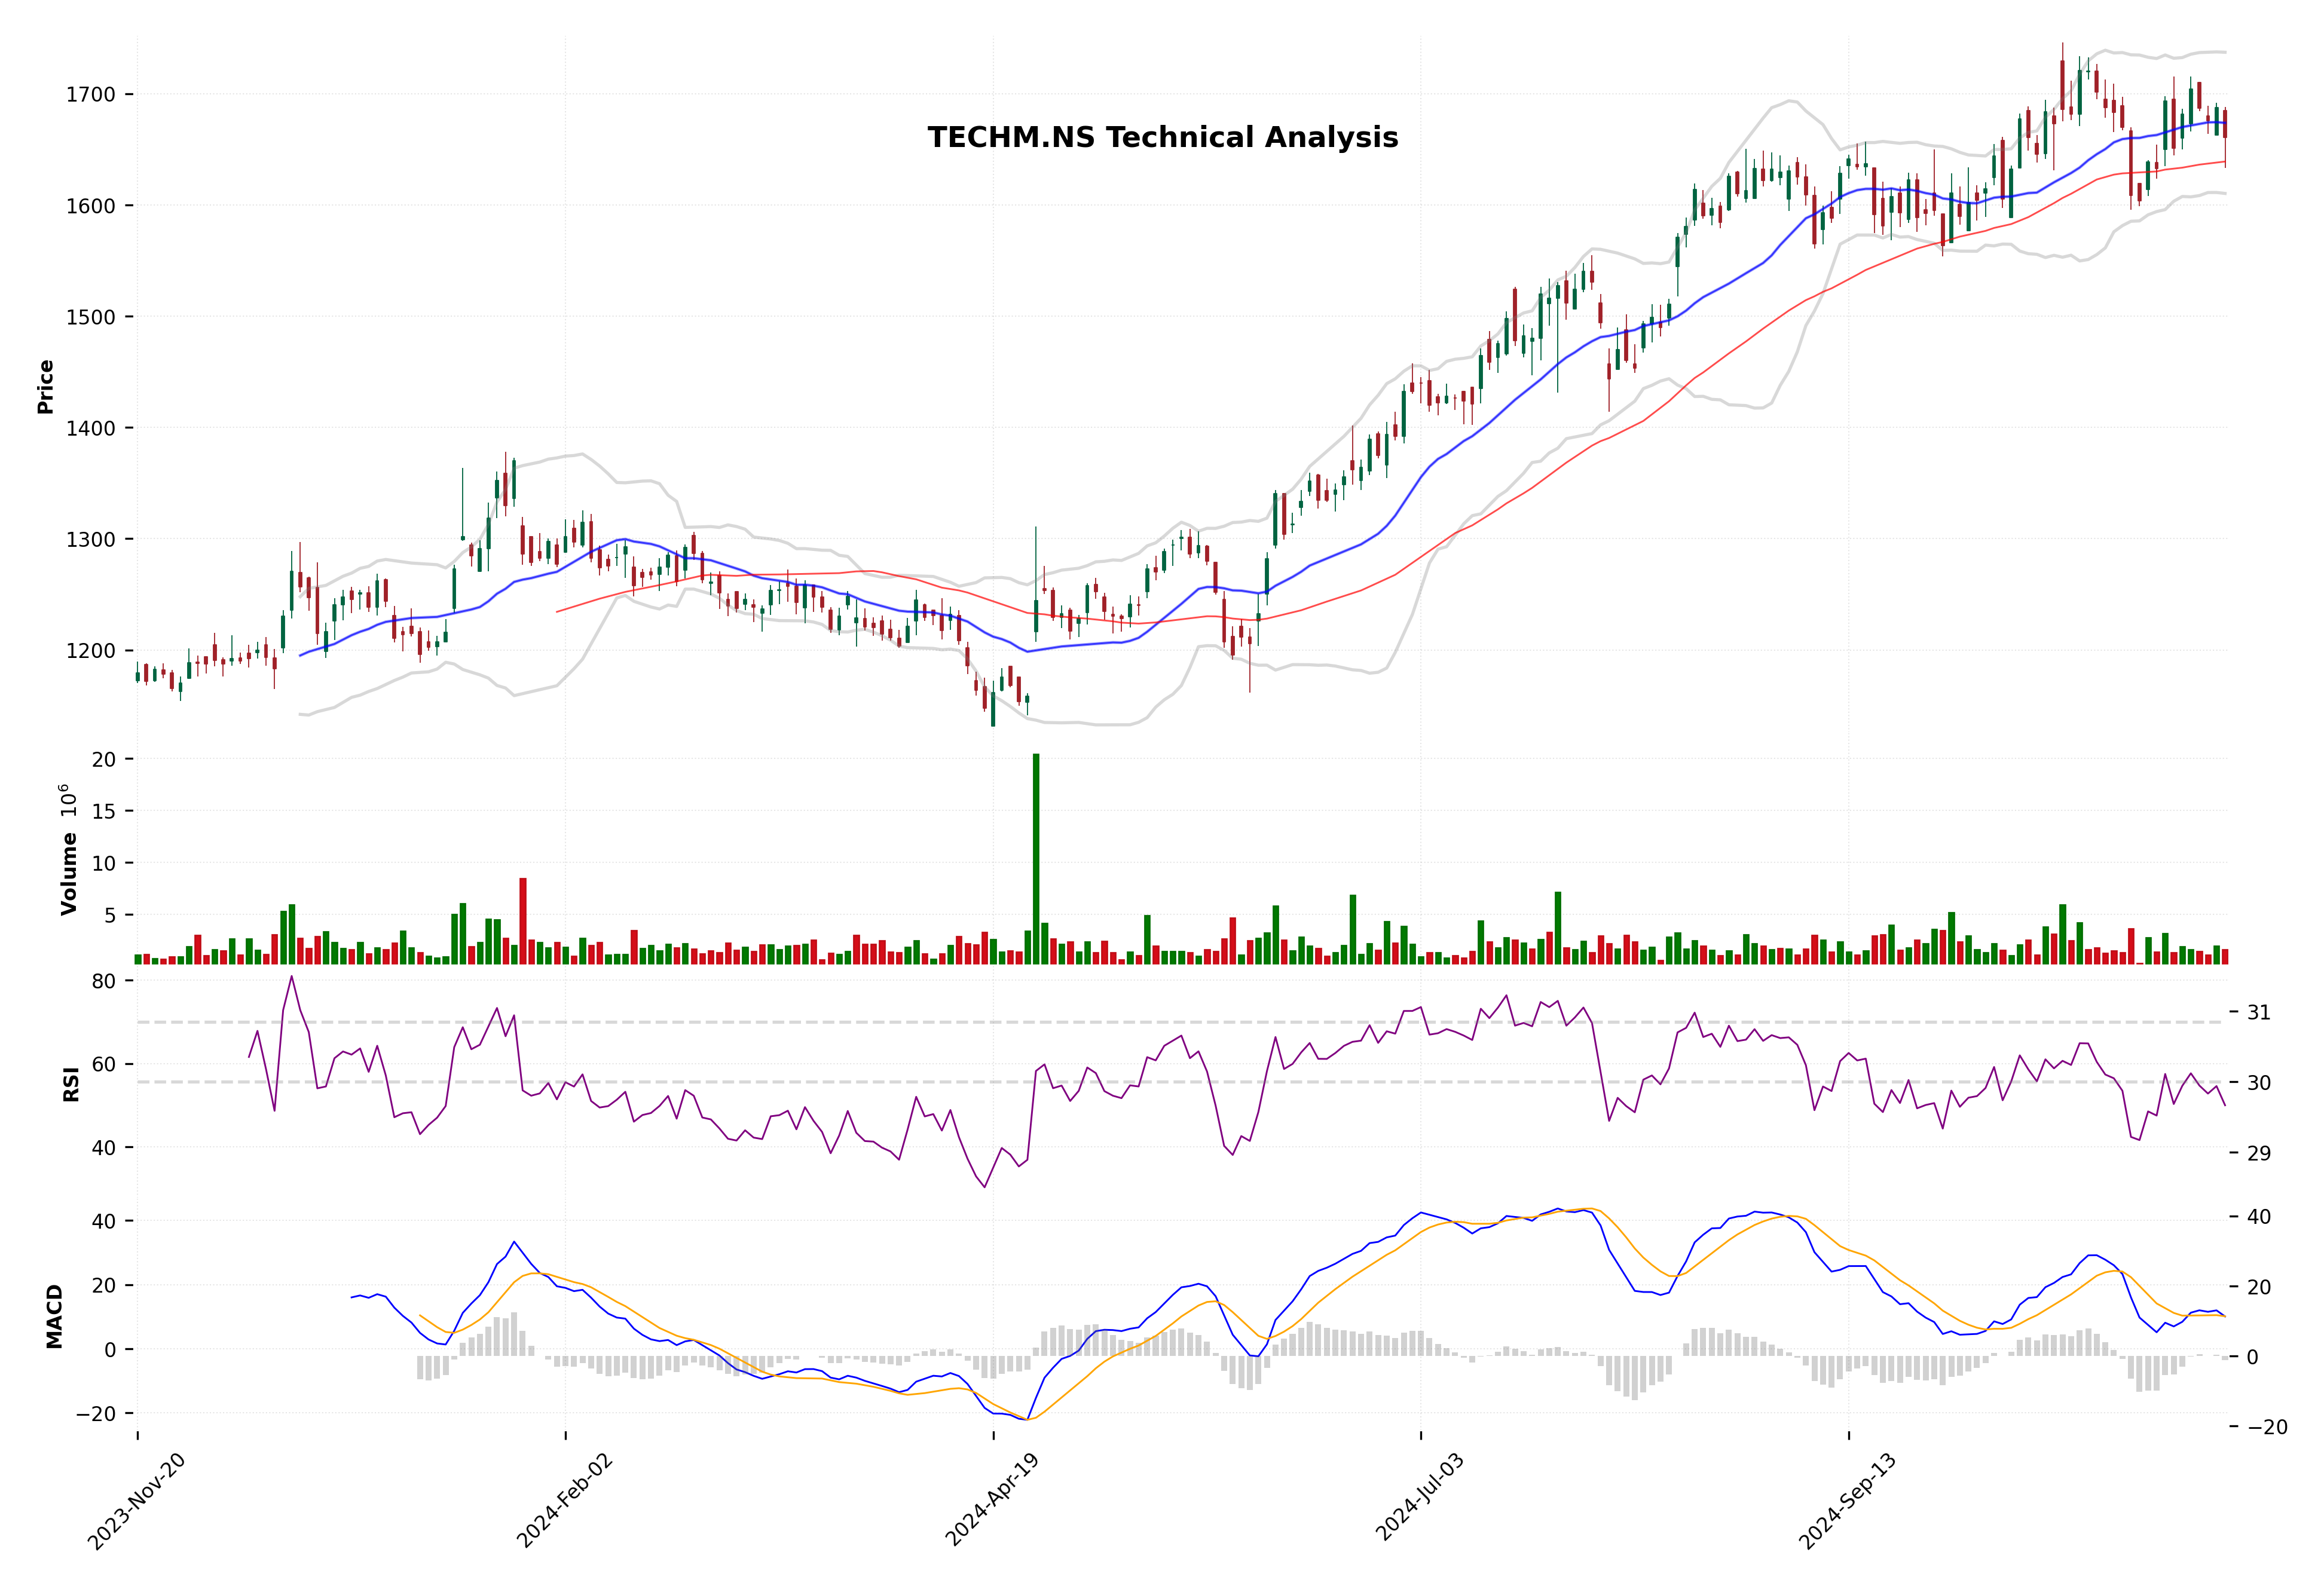 TECHM.NS Technical Analysis
Price
1700
1600
1500
1400
1300
1200
Volume 10^6
20
15
10
5
RSI
80
60
40
31
30
29
MACD
40
20
0
−20
40
20
0
−20
2023-Nov-20
2024-Feb-02
2024-Apr-19
2024-Jul-03
2024-Sep-13